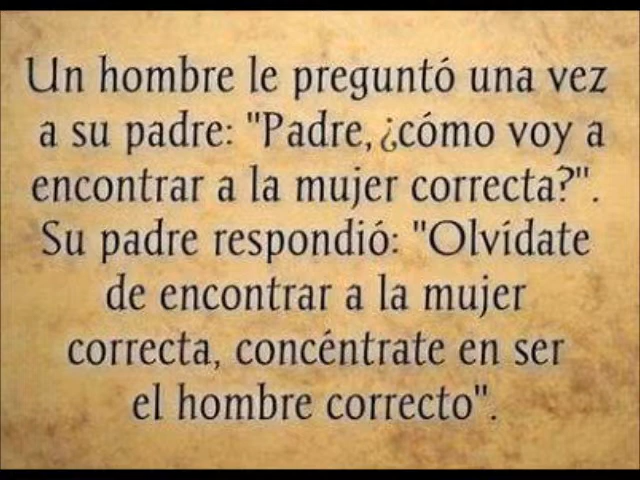 Un hombre le preguntó una vez
a su padre: "Padre, ¿cómo voy a
encontrar a la mujer correcta?".
Su padre respondió: "Olvídate
de encontrar a la mujer
correcta, concéntrate en ser
el hombre correcto".